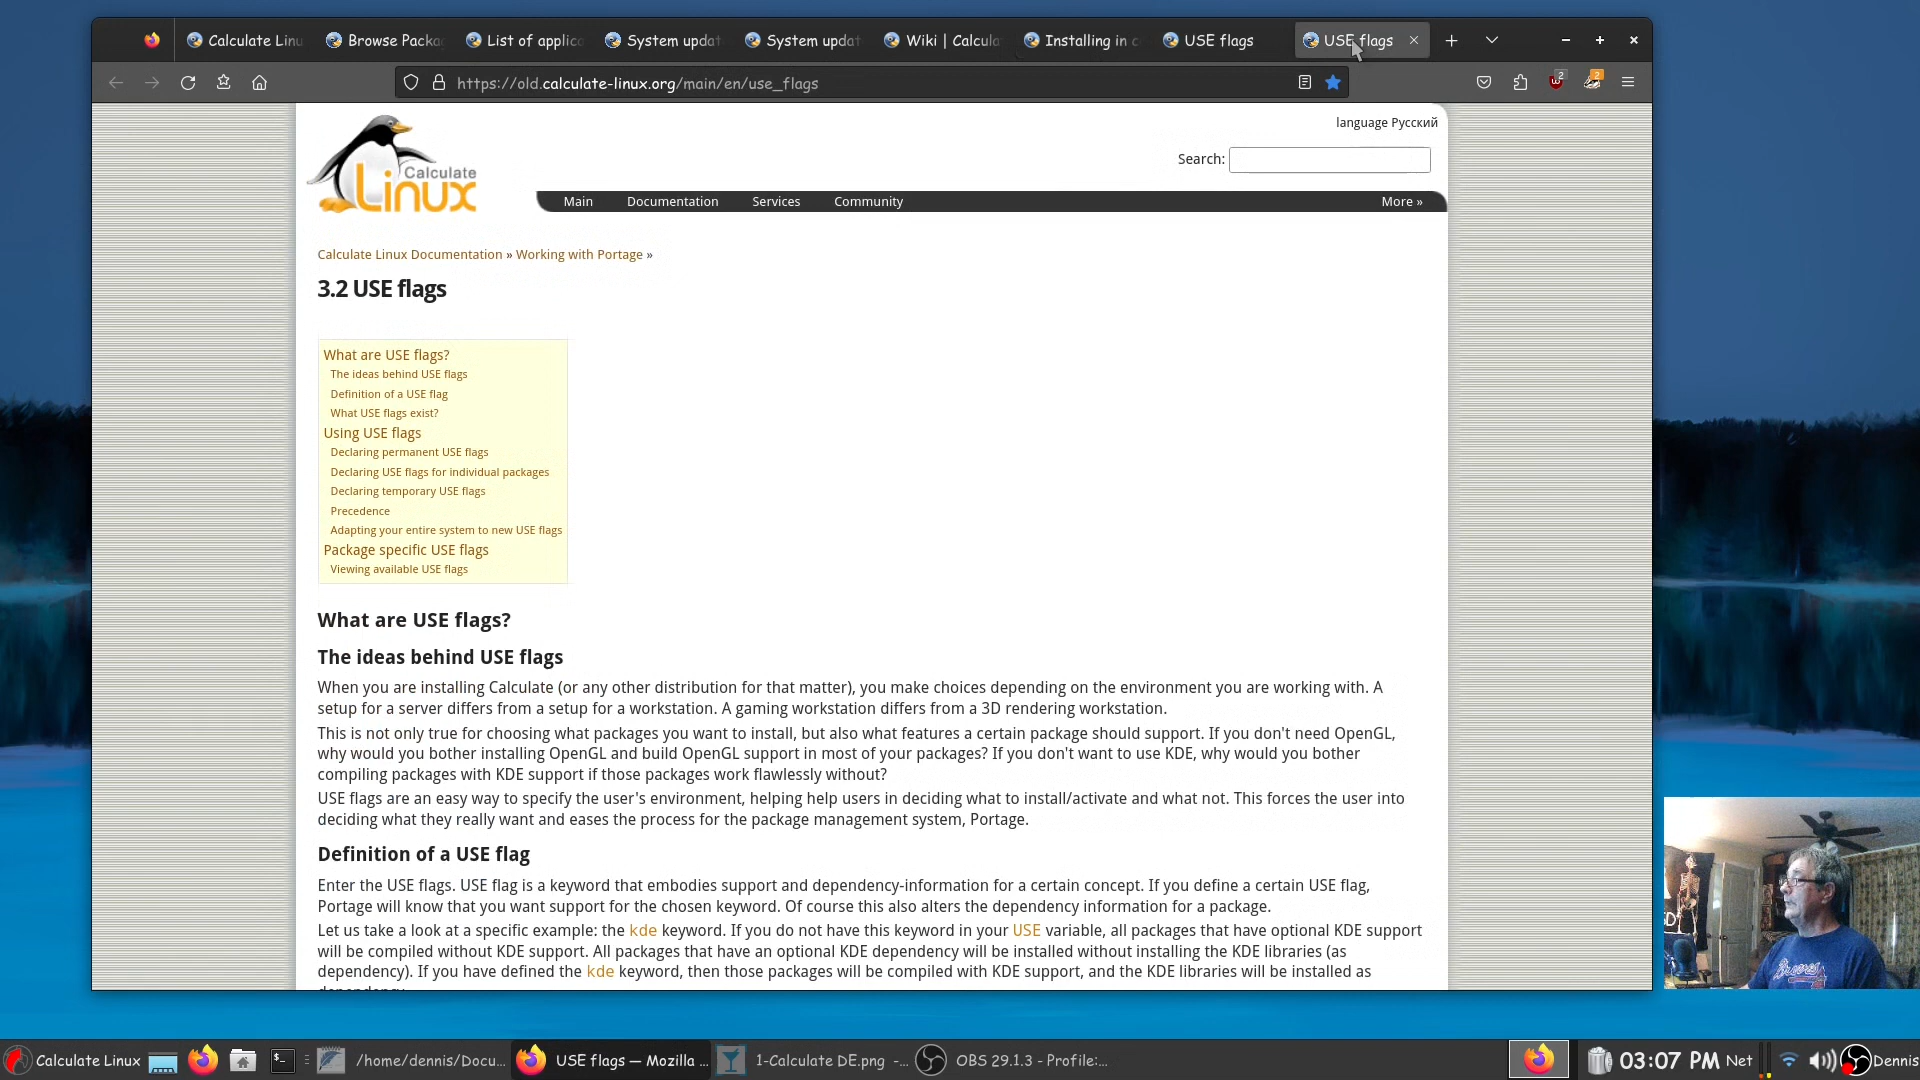 Calculate Linu
Browse Packa
List of applica
System updat
System updat
Wiki | Calcula
Installing in c
USE flags
USE flags
https://old.calculate-linux.org/main/en/use_flags
2
2
language Русский
Calculate
Linux
Search:
Main
Documentation
Services
Community
More »
Calculate Linux Documentation » Working with Portage »
3.2 USE flags
What are USE flags?
The ideas behind USE flags
Definition of a USE flag
What USE flags exist?
Using USE flags
Declaring permanent USE flags
Declaring USE flags for individual packages
Declaring temporary USE flags
Precedence
Adapting your entire system to new USE flags
Package specific USE flags
Viewing available USE flags
What are USE flags?
The ideas behind USE flags
When you are installing Calculate (or any other distribution for that matter), you make choices depending on the environment you are working with. A
setup for a server differs from a setup for a workstation. A gaming workstation differs from a 3D rendering workstation.
This is not only true for choosing what packages you want to install, but also what features a certain package should support. If you don't need OpenGL,
why would you bother installing OpenGL and build OpenGL support in most of your packages? If you don't want to use KDE, why would you bother
compiling packages with KDE support if those packages work flawlessly without?
USE flags are an easy way to specify the user's environment, helping help users in deciding what to install/activate and what not. This forces the user into
deciding what they really want and eases the process for the package management system, Portage.
Definition of a USE flag
Enter the USE flags. USE flag is a keyword that embodies support and dependency-information for a certain concept. If you define a certain USE flag,
Portage will know that you want support for the chosen keyword. Of course this also alters the dependency information for a package.
Let us take a look at a specific example: the kde keyword. If you do not have this keyword in your USE variable, all packages that have optional KDE support
will be compiled without KDE support. All packages that have an optional KDE dependency will be installed without installing the KDE libraries (as
dependency). If you have defined the kde keyword, then those packages will be compiled with KDE support, and the KDE libraries will be installed as
Braves
Calculate Linux
/home/dennis/Docu...
USE flags — Mozilla ...
1-Calculate DE.png -...
OBS 29.1.3 - Profile:...
03:07 PM
Net
Dennis